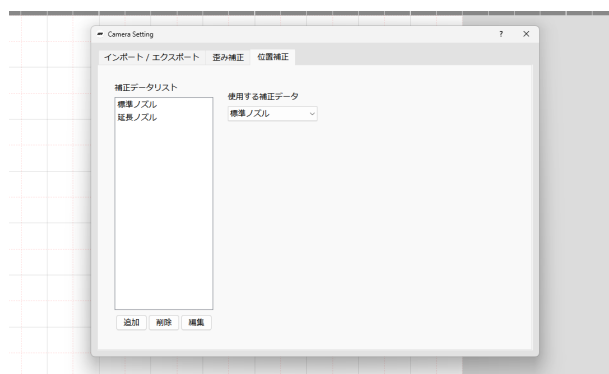 Camera Setting
? ×
インポート / エクスポート 歪み補正 位置補正
補正データリスト
標準ノズル
延長ノズル
使用する補正データ
標準ノズル
追加 削除 編集